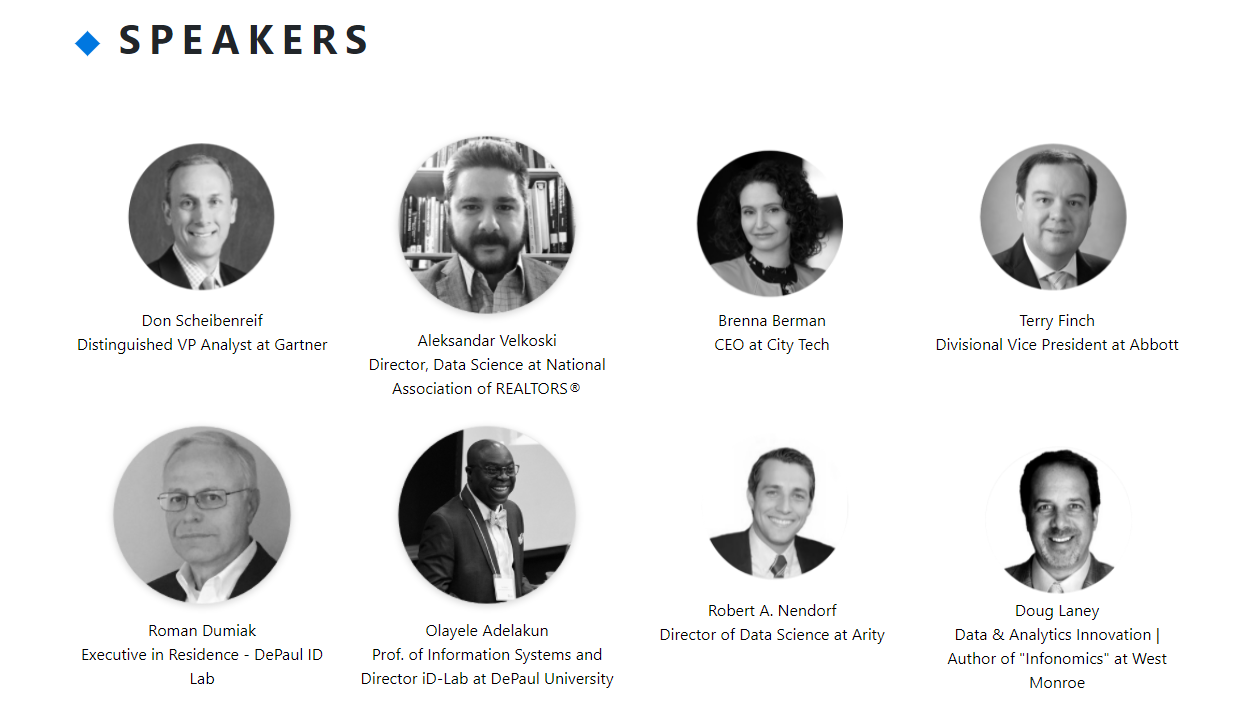 SPEAKERS
Don Scheibenreif
Distinguished VP Analyst at Gartner
Aleksandar Velkoski
Director, Data Science at National
Association of REALTORS®
Brenna Berman
CEO at City Tech
Terry Finch
Divisional Vice President at Abbott
Roman Dumiak
Executive in Residence - DePaul ID
Lab
Olayele Adelakun
Prof. of Information Systems and
Director iD-Lab at DePaul University
Robert A. Nendorf
Director of Data Science at Arity
Doug Laney
Data & Analytics Innovation |
Author of "Infonomics" at West
Monroe